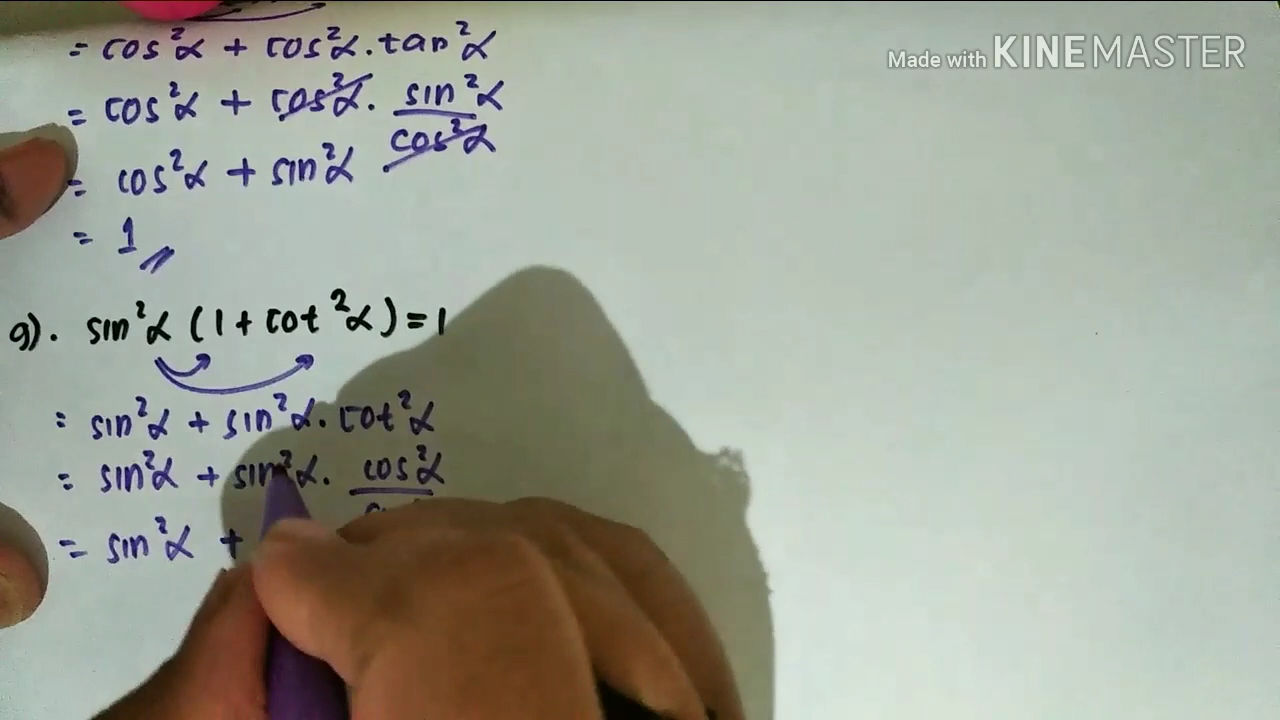 = cos²α + cos²α.tan²α
Made with KINEMASTER
= cos²α + cos²α. sin²α
cos²α
= cos²α + sin²α
= 1
g). sin²α (1 + cot²α) = 1
= sin²α + sin²α. cot²α
= sin²α + sin²α. cos²α
= sin²α +